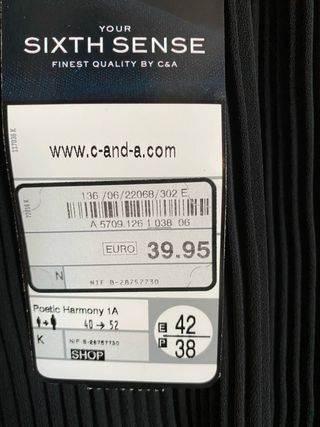 YOUR
SIXTH SENSE
FINEST QUALITY BY C&A
www.c-and-a.com
136 /06/22068/302 E
A 5709.126 1 038 06
EURO 39.95
N NIF B-28757730
Poetic Harmony 1A
40 → 52
K NIF B-28757730
SHOP
E 42
P 38